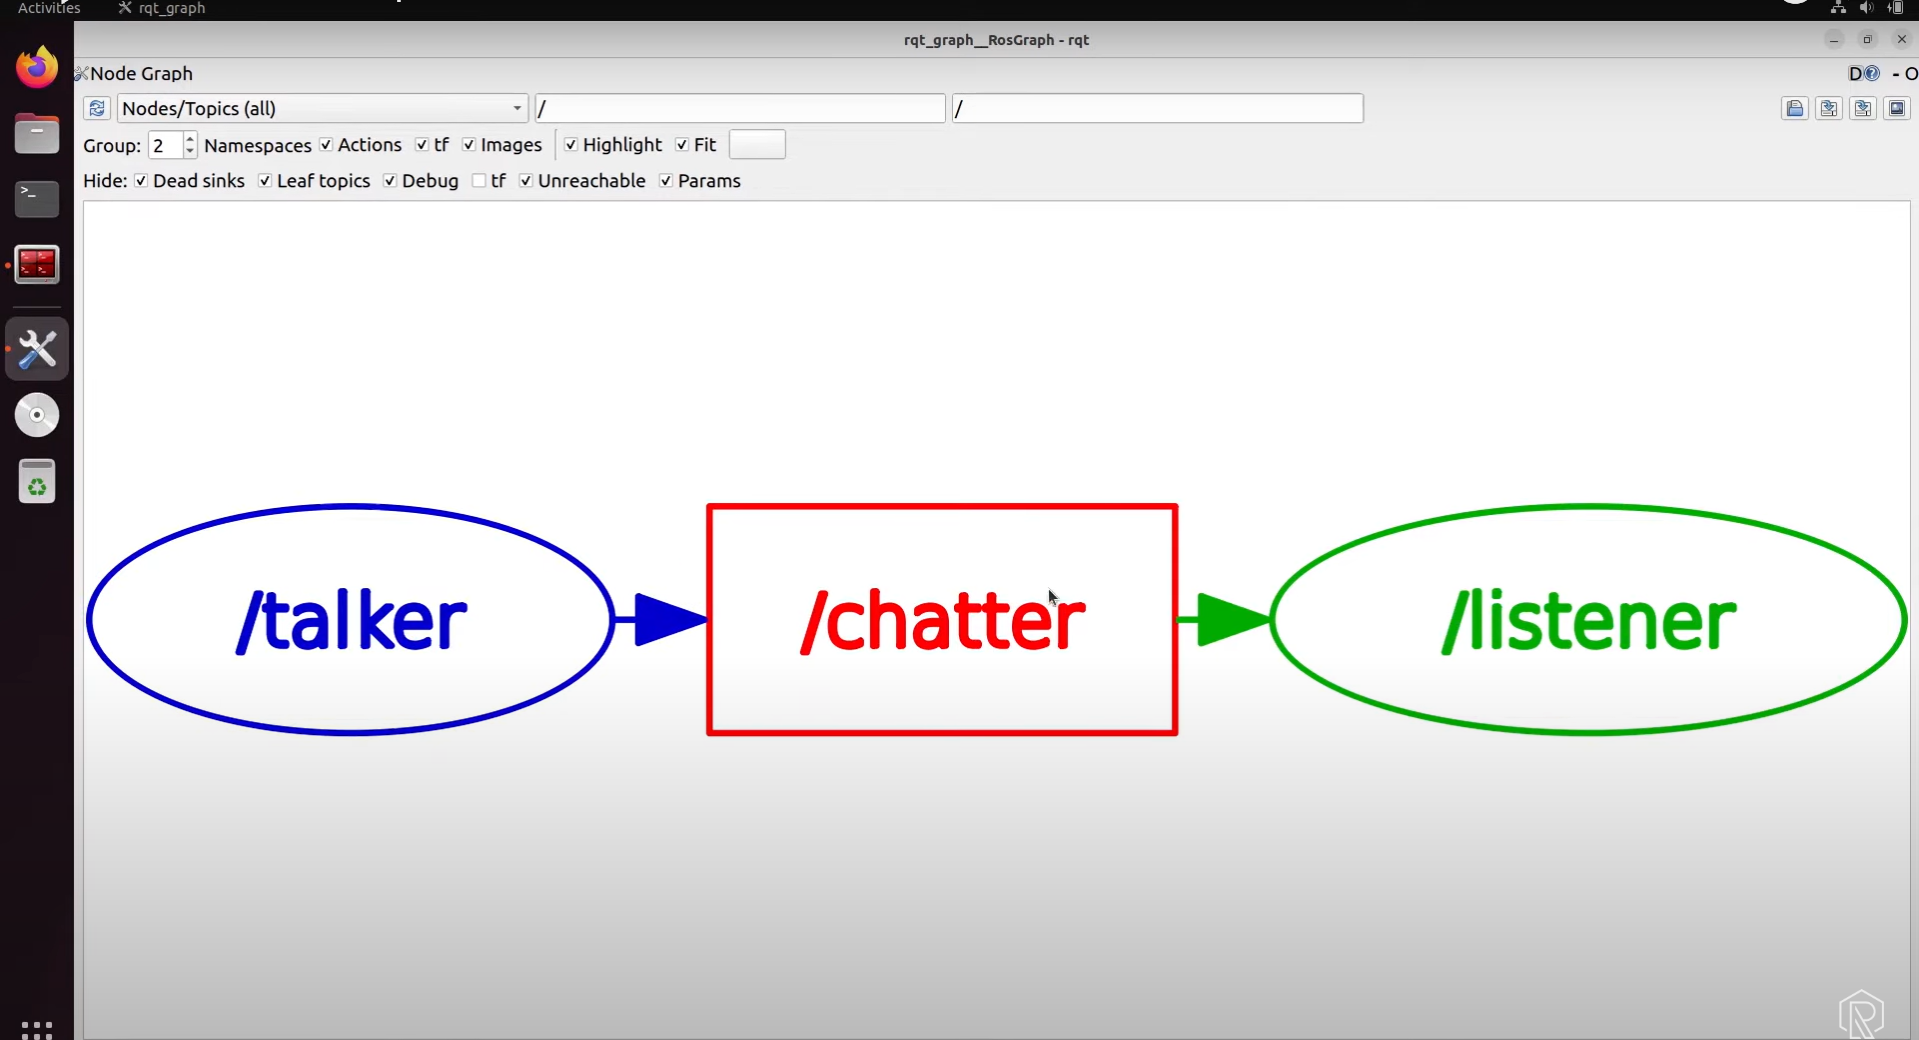 Activities rqt_graph
rqt_graph__RosGraph - rqt
Node Graph D - O
Nodes/Topics (all) / /
Group: 2 Namespaces Actions tf Images Highlight Fit
Hide: Dead sinks Leaf topics Debug tf Unreachable Params
/talker /chatter /listener